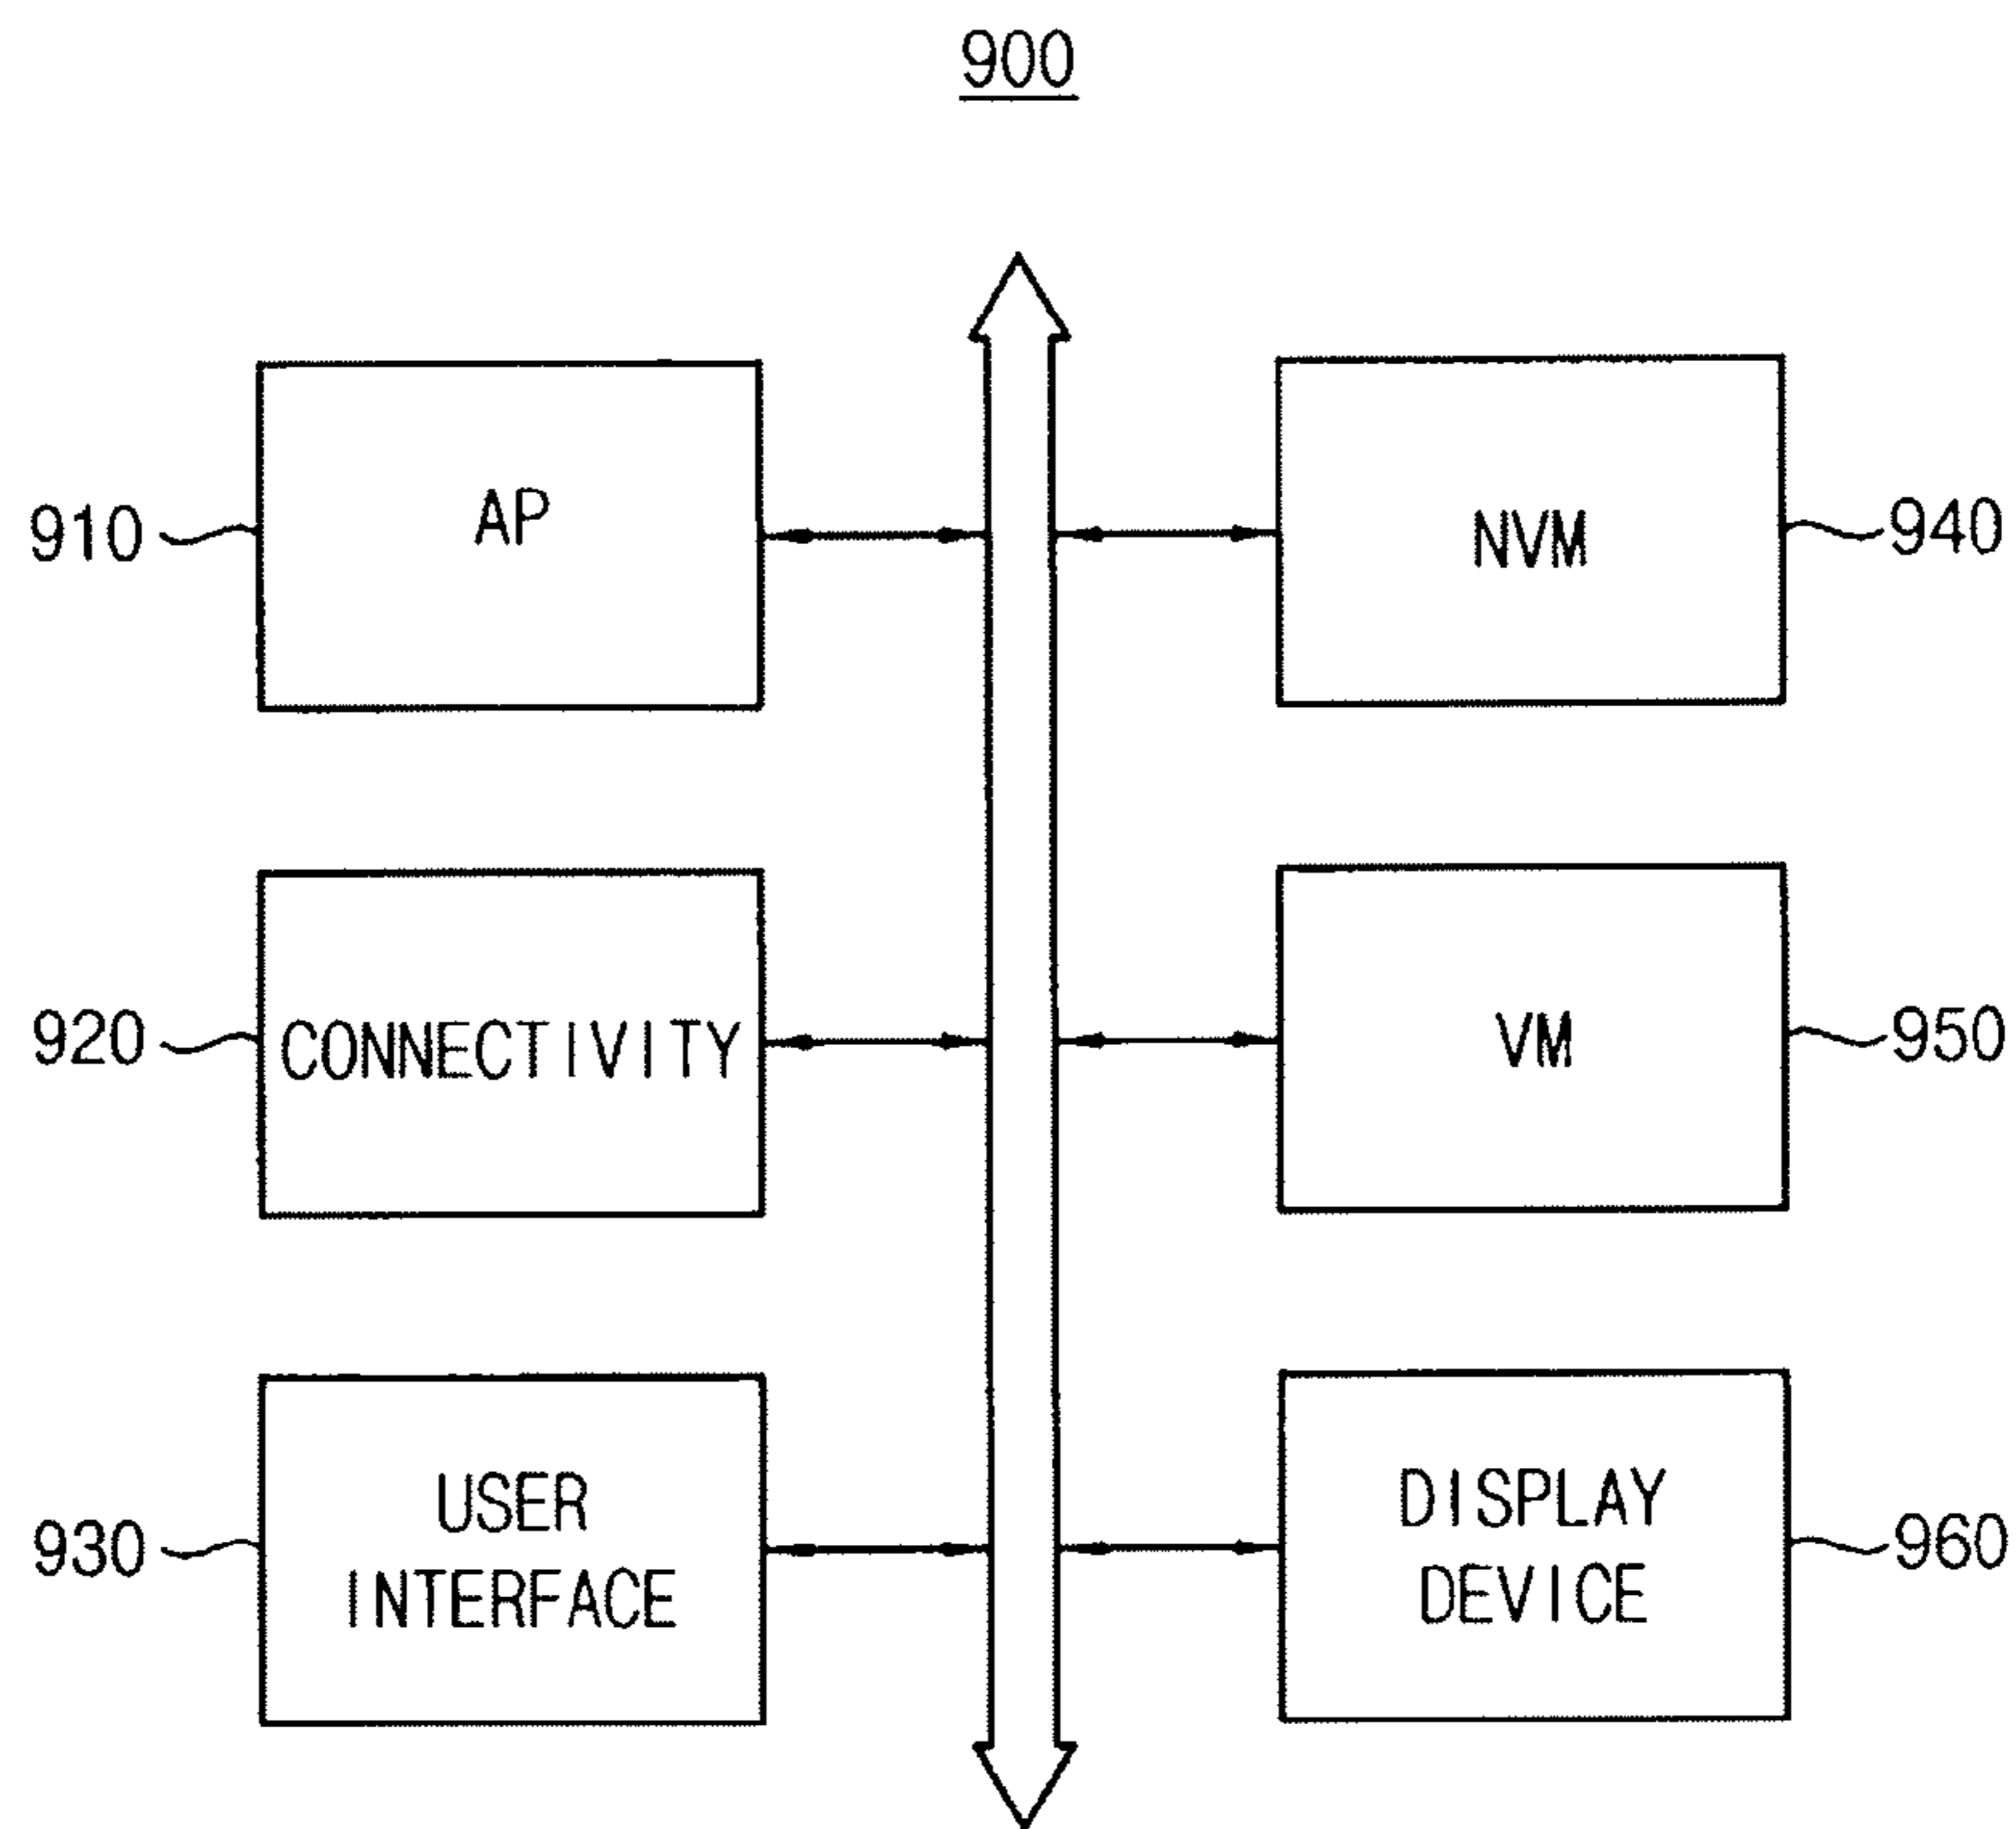 900
910
AP
NVM
940
920
CONNECTIVITY
VM
950
930
USER
INTERFACE
DISPLAY
DEVICE
960